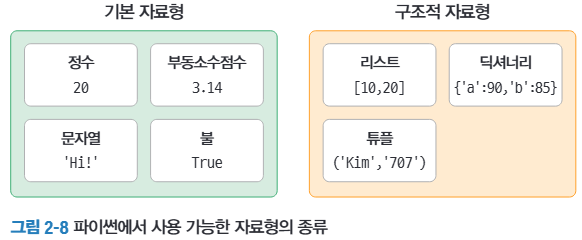 기본 자료형
정수
20
부동소수점수
3.14
문자열
'Hi!'
불
True
구조적 자료형
리스트
[10,20]
딕셔너리
{'a':90,'b':85}
튜플
('Kim','707')
그림 2-8 파이썬에서 사용 가능한 자료형의 종류